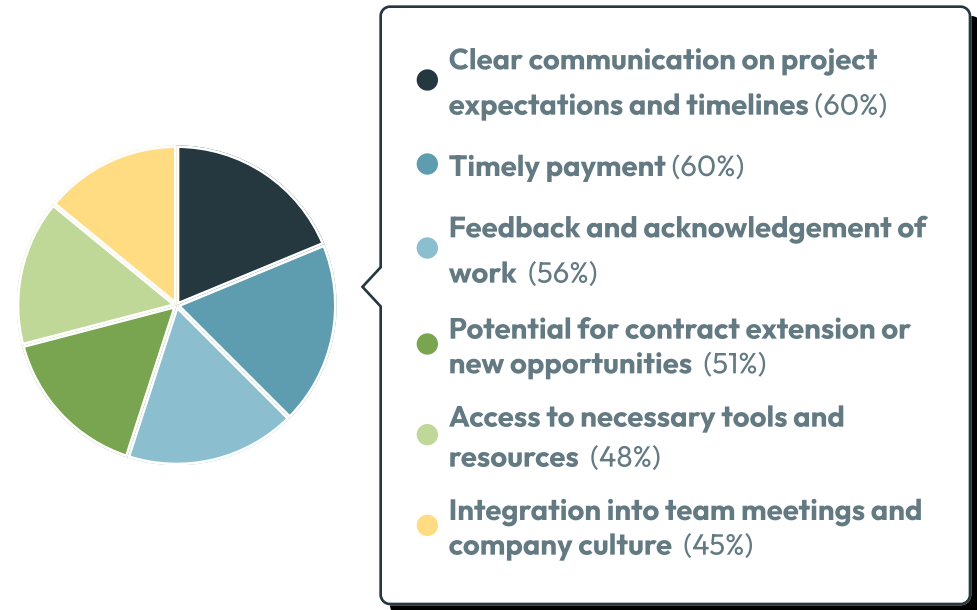 Clear communication on project
expectations and timelines (60%)
Timely payment (60%)
Feedback and acknowledgement of
work (56%)
Potential for contract extension or
new opportunities (51%)
Access to necessary tools and
resources (48%)
Integration into team meetings and
company culture (45%)